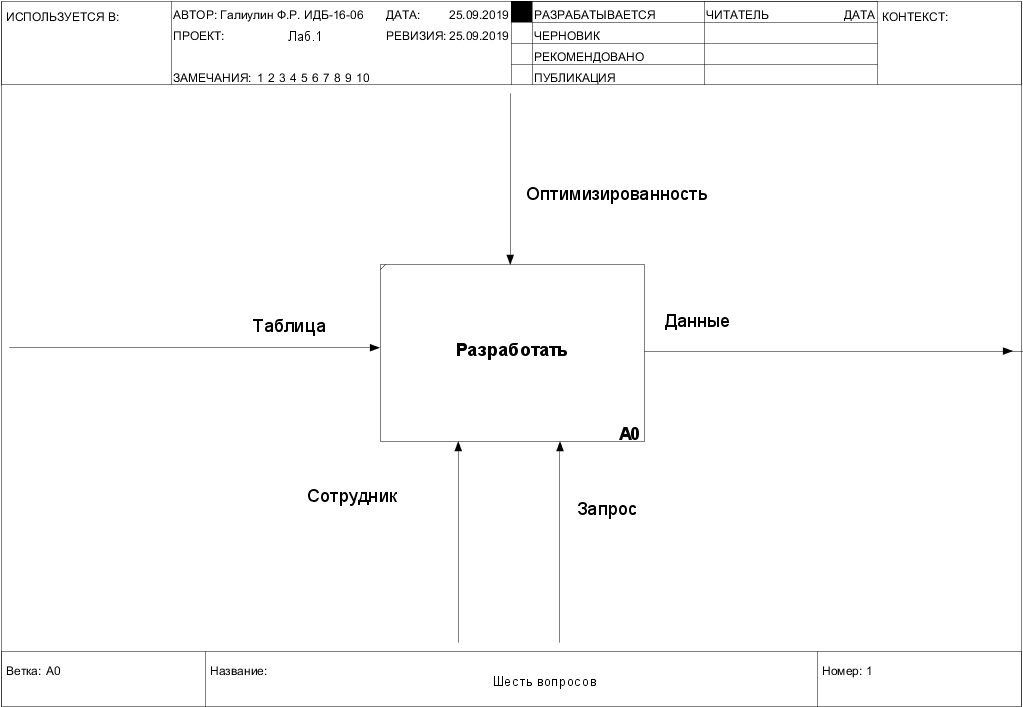 ИСПОЛЬЗУЕТСЯ В:
АВТОР: Галиулин Ф.Р. ИДБ-16-06
ДАТА: 25.09.2019
ПРОЕКТ: Лаб.1
РЕВИЗИЯ: 25.09.2019
ЗАМЕЧАНИЯ: 1 2 3 4 5 6 7 8 9 10
РАЗРАБАТЫВАЕТСЯ
ЧЕРНОВИК
РЕКОМЕНДОВАНО
ПУБЛИКАЦИЯ
ЧИТАТЕЛЬ ДАТА
КОНТЕКСТ:
Оптимизированность
Таблица
Данные
Разработать
A0
Сотрудник
Запрос
Ветка: A0
Название:
Шесть вопросов
Номер: 1